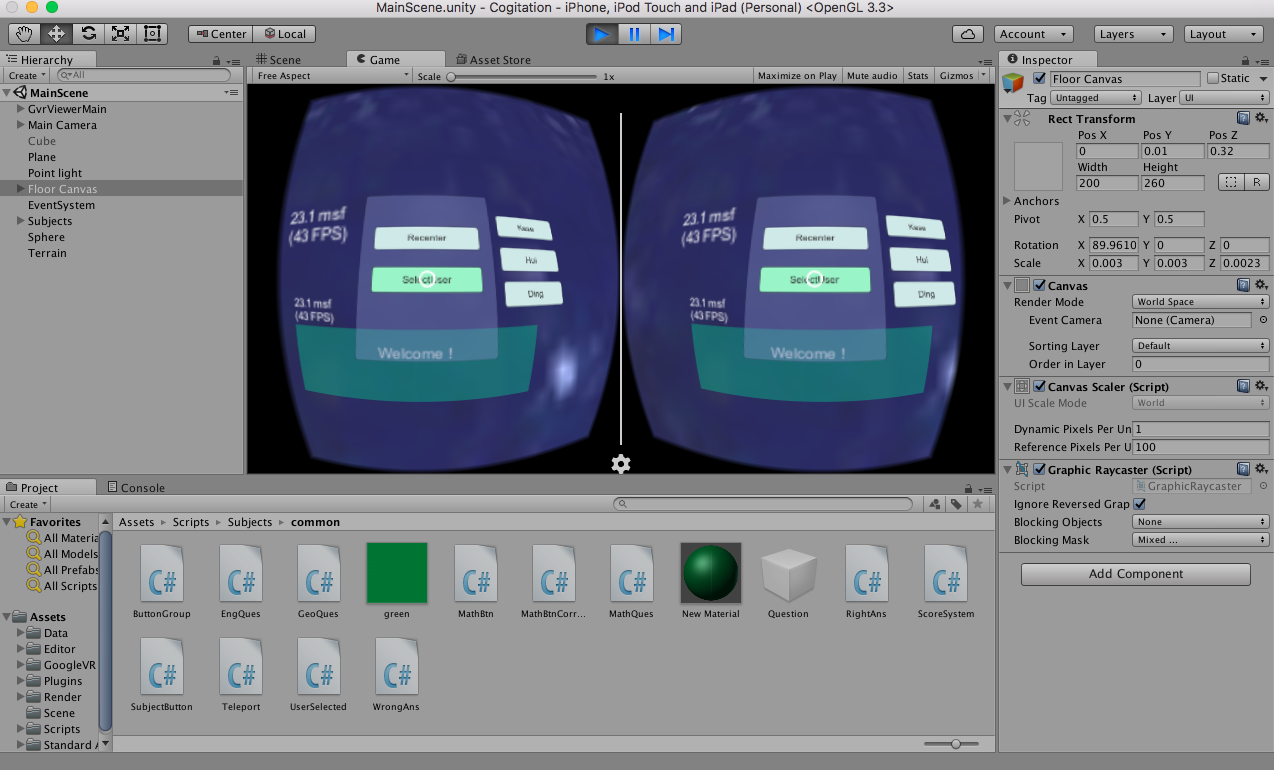 MainScene.unity - Cogitation - iPhone, iPod Touch and iPad (Personal) <OpenGL 3.3>
Center Local
Account Layers Layout
Hierarchy
Create All
MainScene
GvrViewerMain
Main Camera
Cube
Plane
Point light
Floor Canvas
EventSystem
Subjects
Sphere
Terrain
Scene Game Asset Store
Free Aspect Scale 1x Maximize on Play Mute audio Stats Gizmos
23.1 msf
(43 FPS)
Recenter
SelectUser
Kase
Hui
Ding
23.1 msf
(43 FPS)
Welcome !
23.1 msf
(43 FPS)
Recenter
SelectUser
Kase
Hui
Ding
23.1 msf
(43 FPS)
Welcome !
Inspector
Floor Canvas Static
Tag Untagged Layer UI
Rect Transform
Pos X Pos Y Pos Z
0 0.01 0.32
Width Height
200 260 R
Anchors
Pivot X 0.5 Y 0.5
Rotation X 89.9610 Y 0 Z 0
Scale X 0.003 Y 0.003 Z 0.0023
Canvas
Render Mode World Space
Event Camera None (Camera)
Sorting Layer Default
Order in Layer 0
Canvas Scaler (Script)
UI Scale Mode World
Dynamic Pixels Per Un 1
Reference Pixels Per U 100
Graphic Raycaster (Script)
Script GraphicRaycaster
Ignore Reversed Grap
Blocking Objects None
Blocking Mask Mixed ...
Add Component
Project Console
Create
Favorites
All Materia
All Models
All Prefabs
All Scripts
Assets
Data
Editor
GoogleVR
Plugins
Render
Scene
Scripts
Standard A
Assets Scripts Subjects common
C# C# C# C# C# C# C# C#
ButtonGroup EngQues GeoQues green MathBtn MathBtnCorr... MathQues New Material Question RightAns ScoreSystem
C# C# C# C#
SubjectButton Teleport UserSelected WrongAns